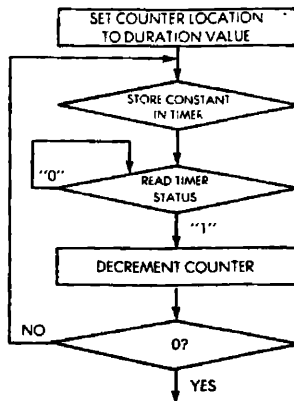 SET COUNTER LOCATION
TO DURATION VALUE
STORE CONSTANT
IN TIMER
"0"
READ TIMER
STATUS
"1"
DECREMENT COUNTER
NO
0?
YES